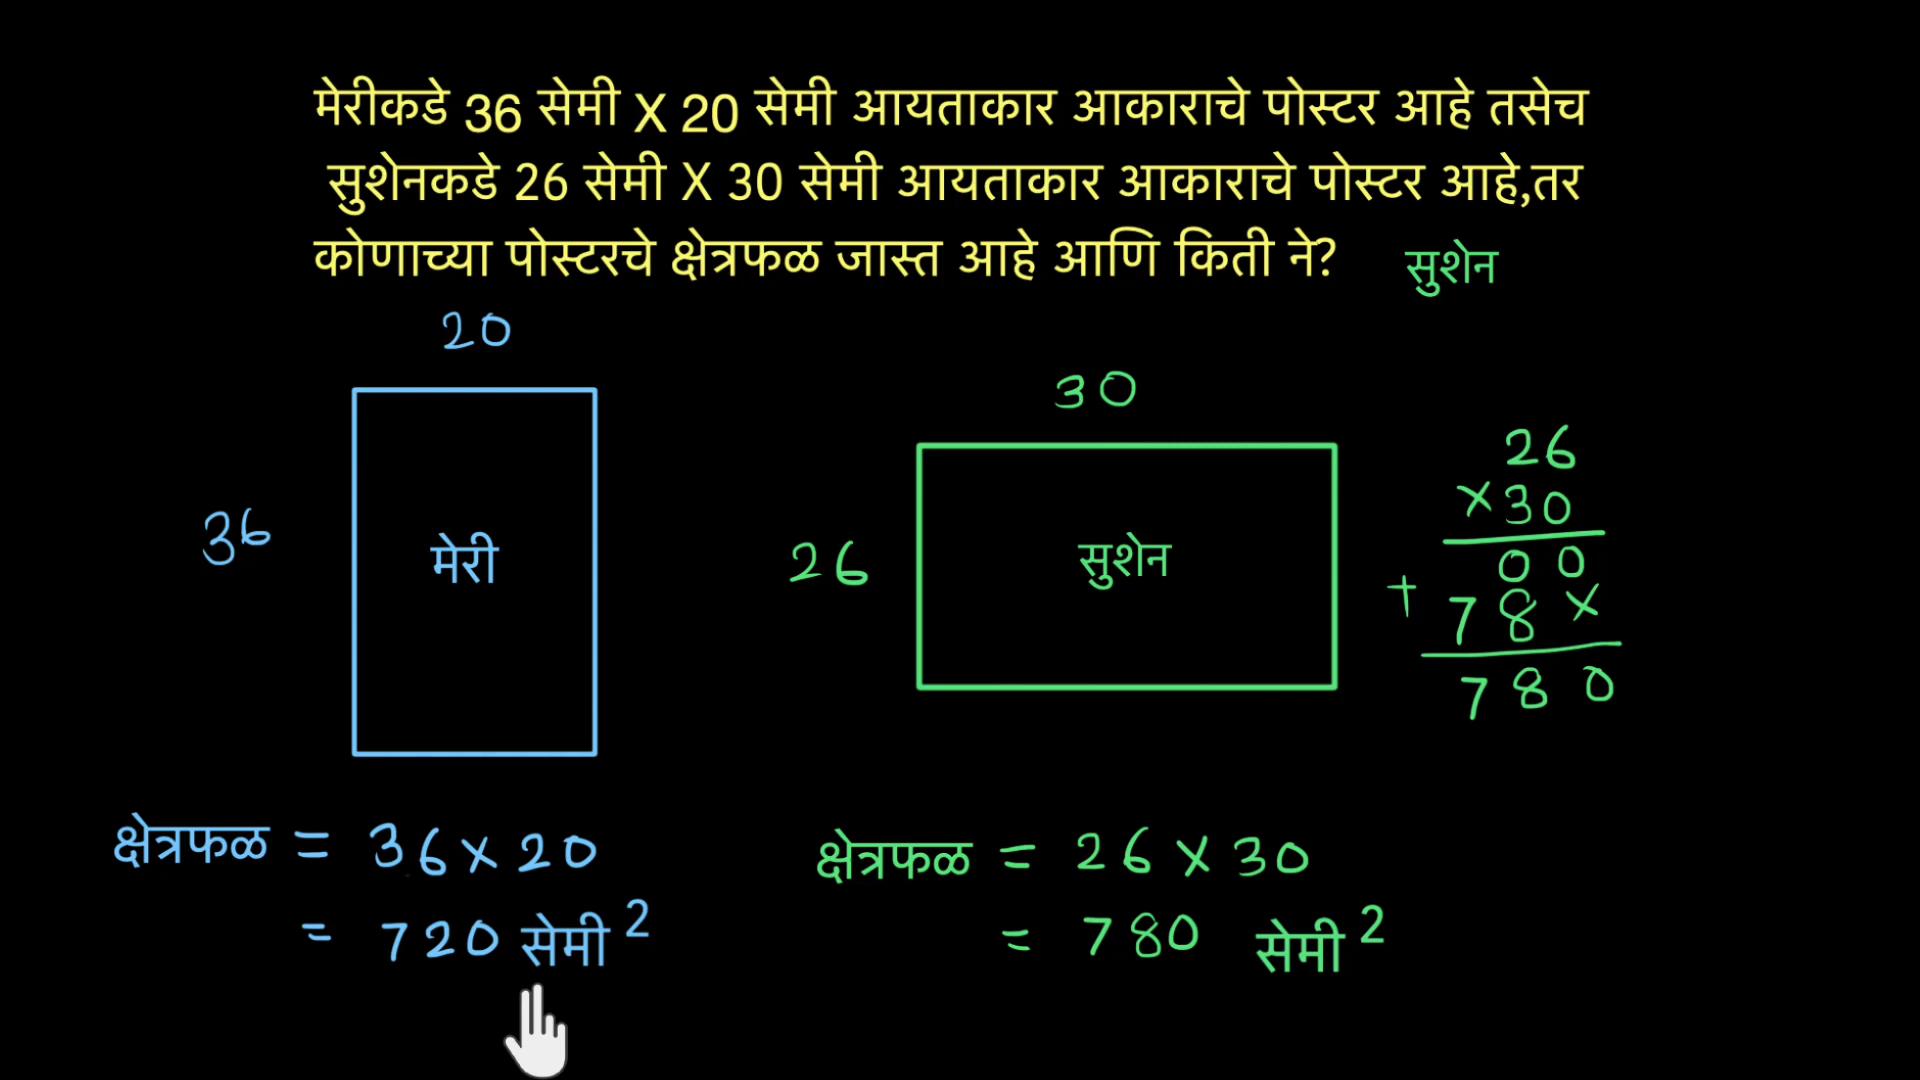 मेरीकडे 36 सेमी X 20 सेमी आयताकार आकाराचे पोस्टर आहे तसेच
सुशेनकडे 26 सेमी X 30 सेमी आयताकार आकाराचे पोस्टर आहे,तर
कोणाच्या पोस्टरचे क्षेत्रफळ जास्त आहे आणि किती ने? सुशेन
20
36
मेरी
30
26
सुशेन
26
×30
00
+ 78×
780
क्षेत्रफळ = 36 × 20
= 720 सेमी ²
क्षेत्रफळ = 26 × 30
= 780 सेमी ²